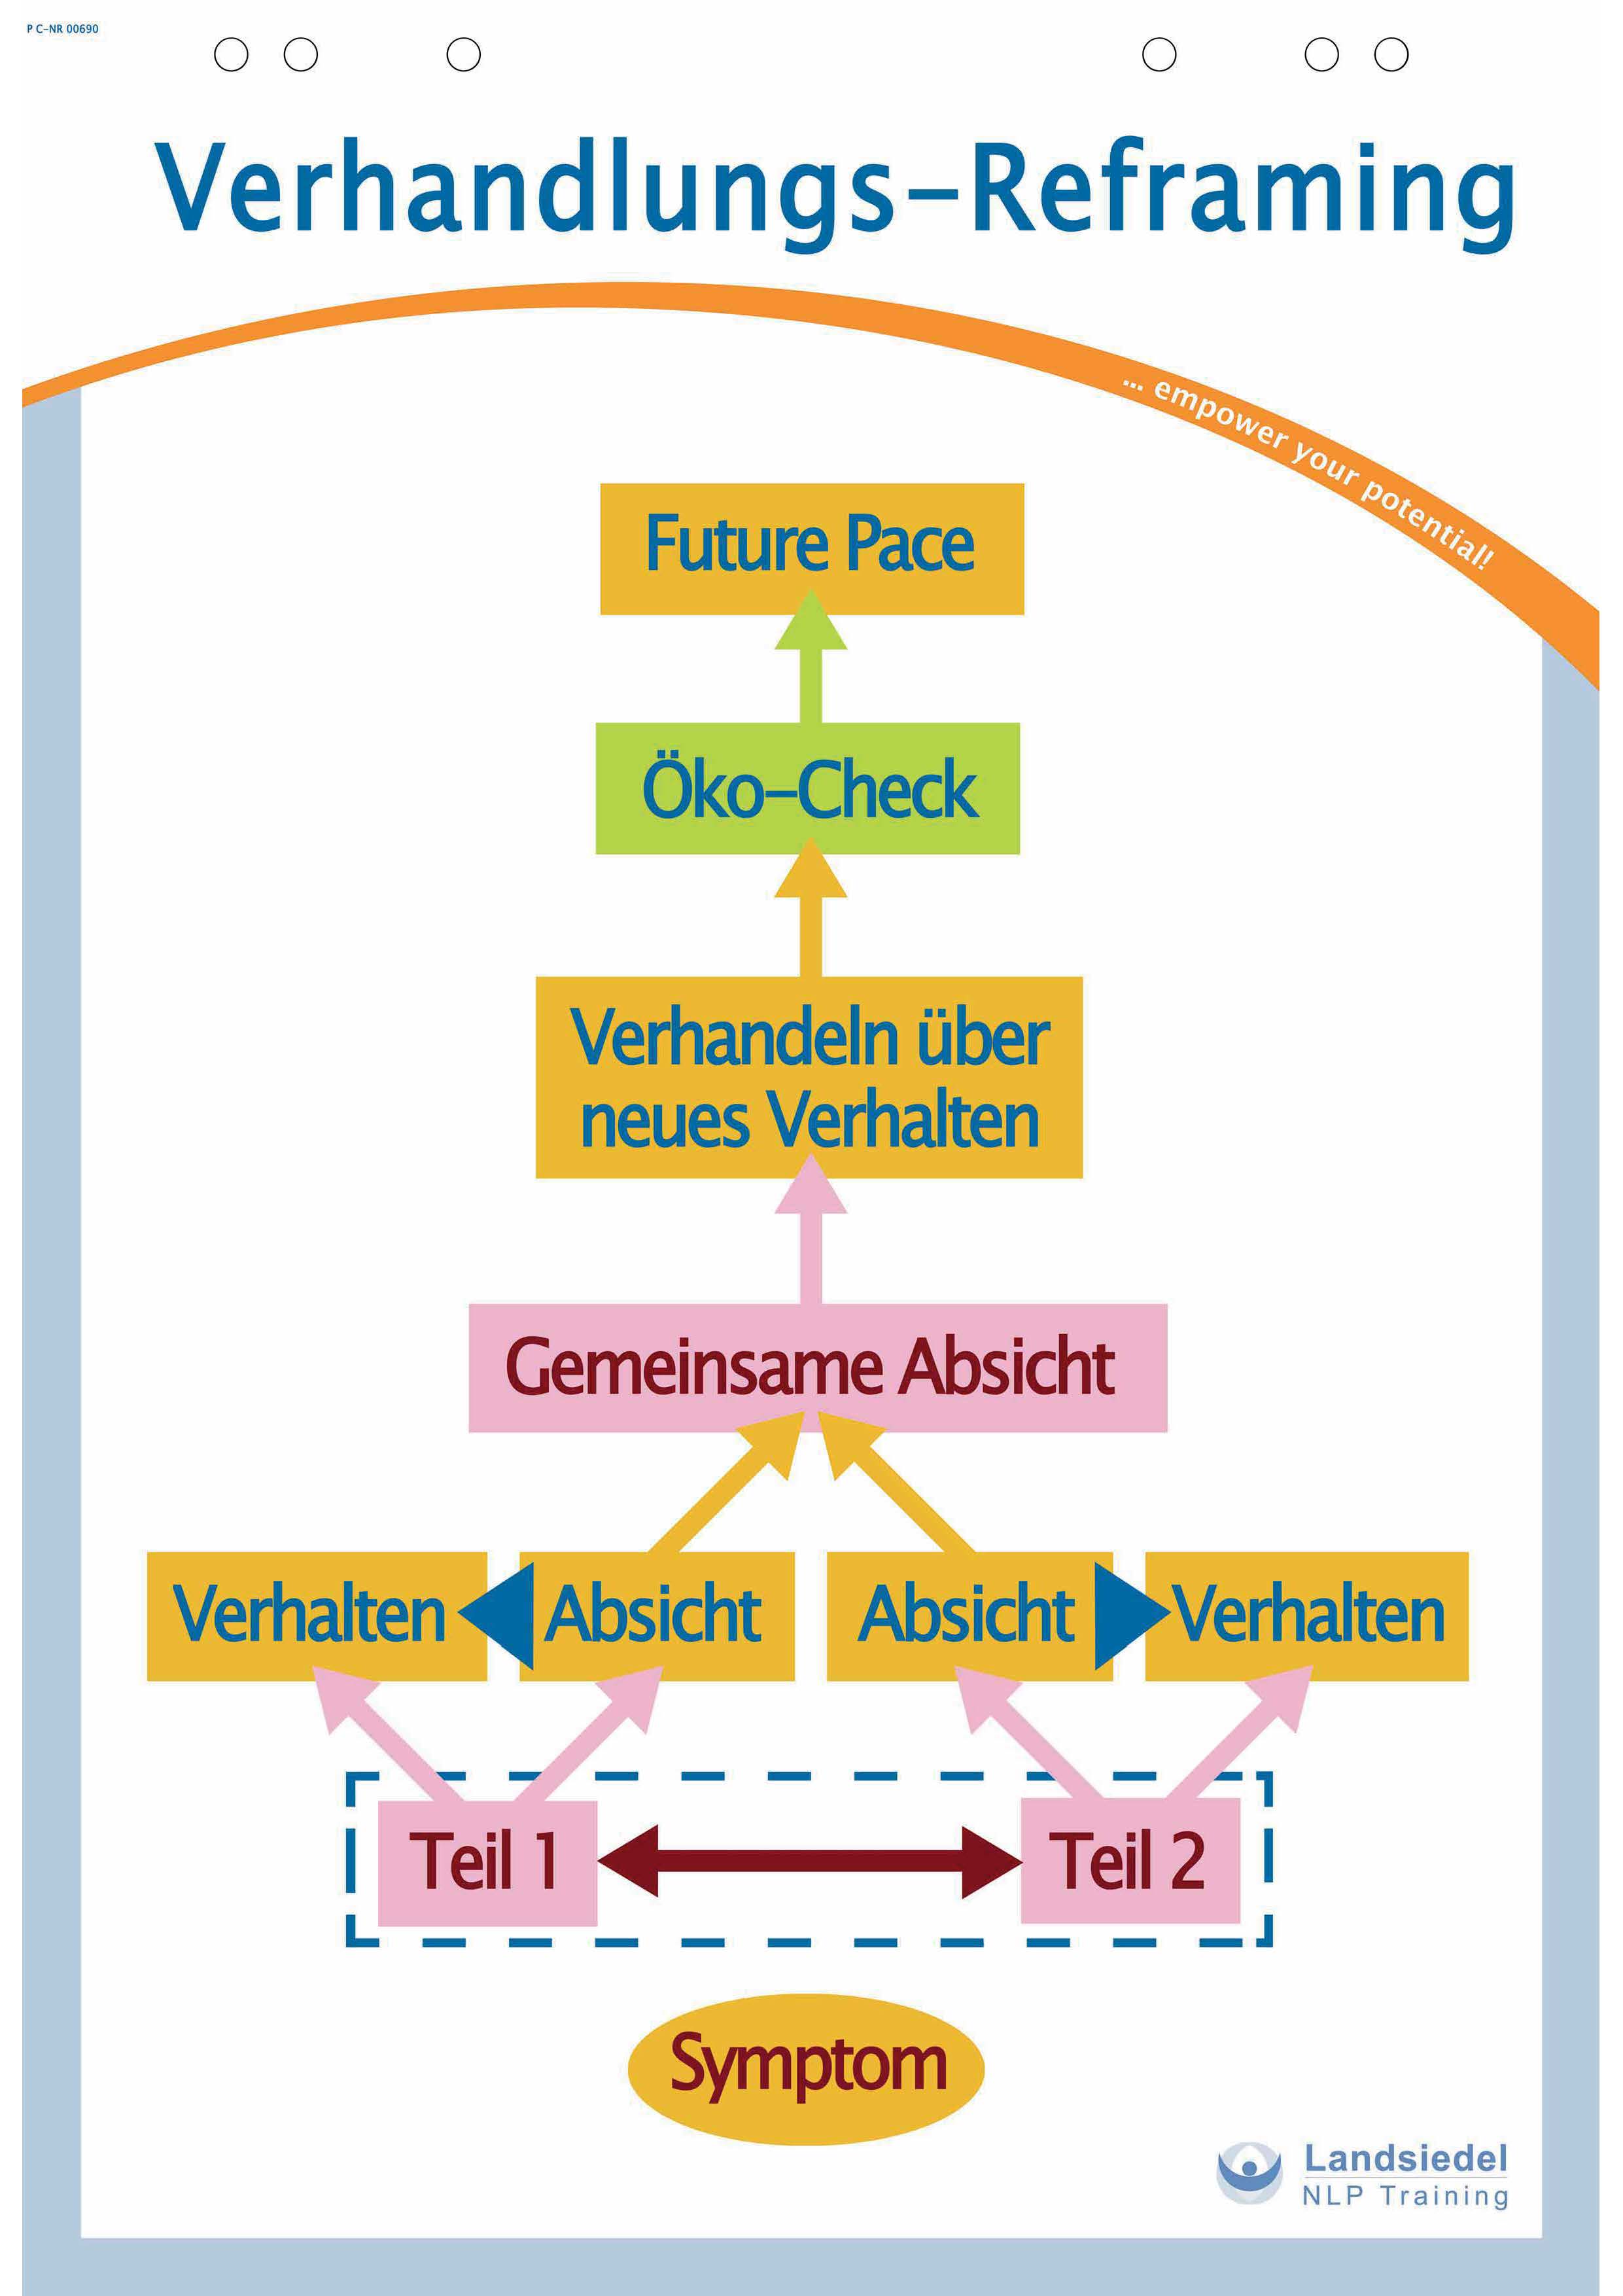 P C-NR 00690
Verhandlungs-Reframing
... empower your potential!
Future Pace
Öko-Check
Verhandeln über
neues Verhalten
Gemeinsame Absicht
Verhalten
Absicht
Absicht
Verhalten
Teil 1
Teil 2
Symptom
Landsiedel
NLP Training